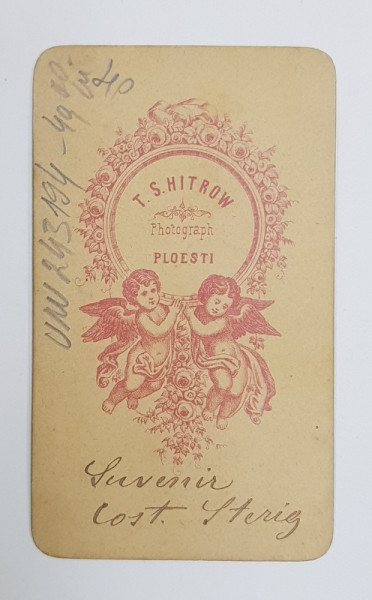 T. S. HITROW
Photograph
PLOESTI
Suvenir
Cost. Sterig